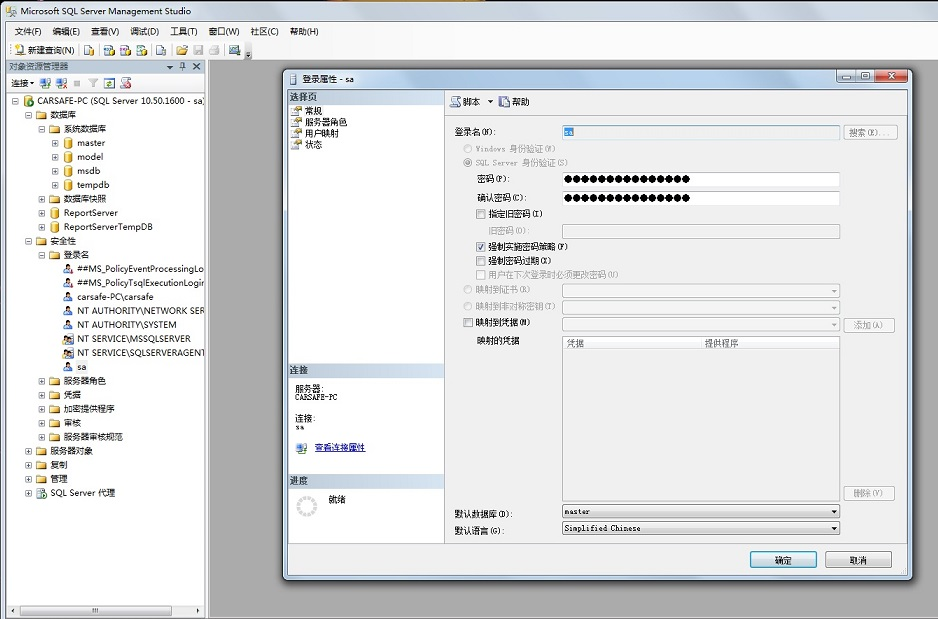 Microsoft SQL Server Management Studio
文件(F) 编辑(E) 查看(V) 调试(D) 工具(T) 窗口(W) 社区(C) 帮助(H)
新建查询(N)
对象资源管理器
连接
CARSAFE-PC (SQL Server 10.50.1600 - sa)
数据库
系统数据库
master
model
msdb
tempdb
数据库快照
ReportServer
ReportServerTempDB
安全性
登录名
##MS_PolicyEventProcessingLo
##MS_PolicyTsqlExecutionLogin
carsafe-PC\carsafe
NT AUTHORITY\NETWORK SER
NT AUTHORITY\SYSTEM
NT SERVICE\MSSQLSERVER
NT SERVICE\SQLSERVERAGENT
sa
服务器角色
凭据
加密提供程序
审核
服务器审核规范
服务器对象
复制
管理
SQL Server 代理
登录属性 - sa
选择页
常规
服务器角色
用户映射
状态
连接
服务器:
CARSAFE-PC
连接:
sa
查看连接属性
进度
就绪
脚本 帮助
登录名(N): sa 搜索(E)...
Windows 身份验证(W)
SQL Server 身份验证(S)
密码(P): ●●●●●●●●●●●●●●●
确认密码(C): ●●●●●●●●●●●●●●●
指定旧密码(I)
旧密码(O):
强制实施密码策略(F)
强制密码过期(X)
用户在下次登录时必须更改密码(U)
映射到证书(R)
映射到非对称密钥(T)
映射到凭据(M) 添加(A)
映射的凭据 凭据 提供程序
删除(V)
默认数据库(D): master
默认语言(G): Simplified Chinese
确定 取消